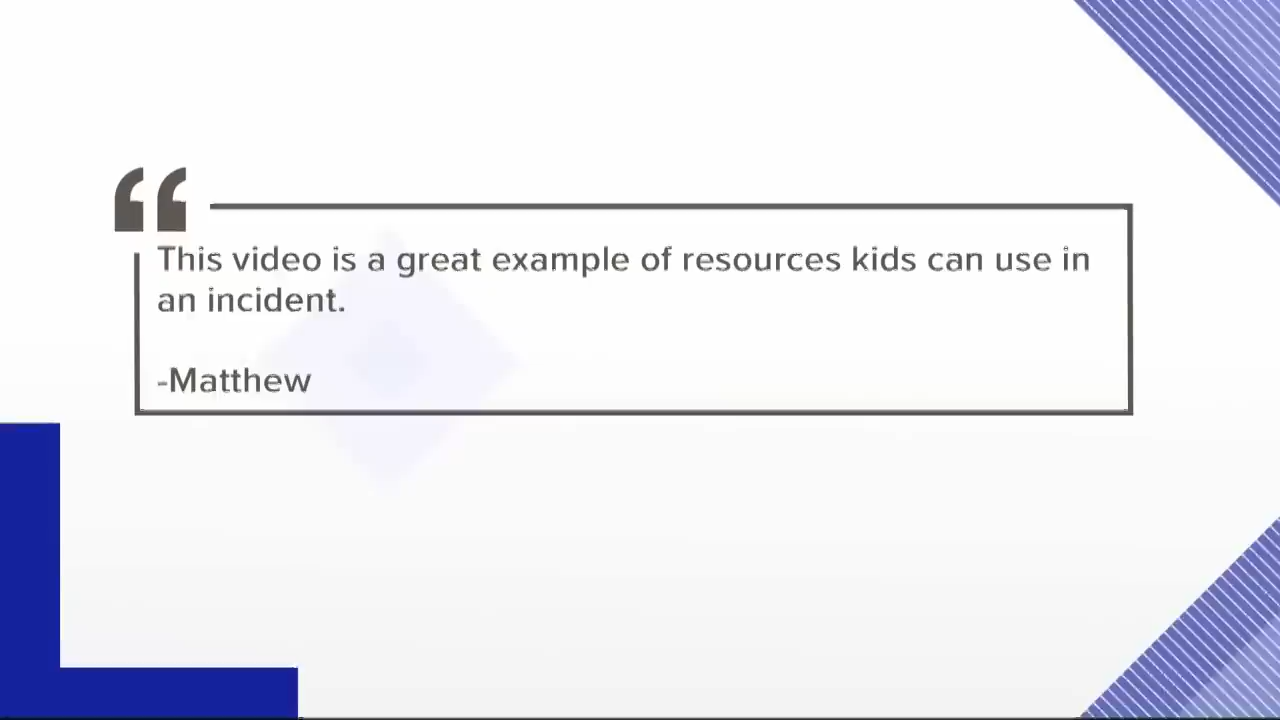 This video is a great example of resources kids can use in
an incident.
-Matthew